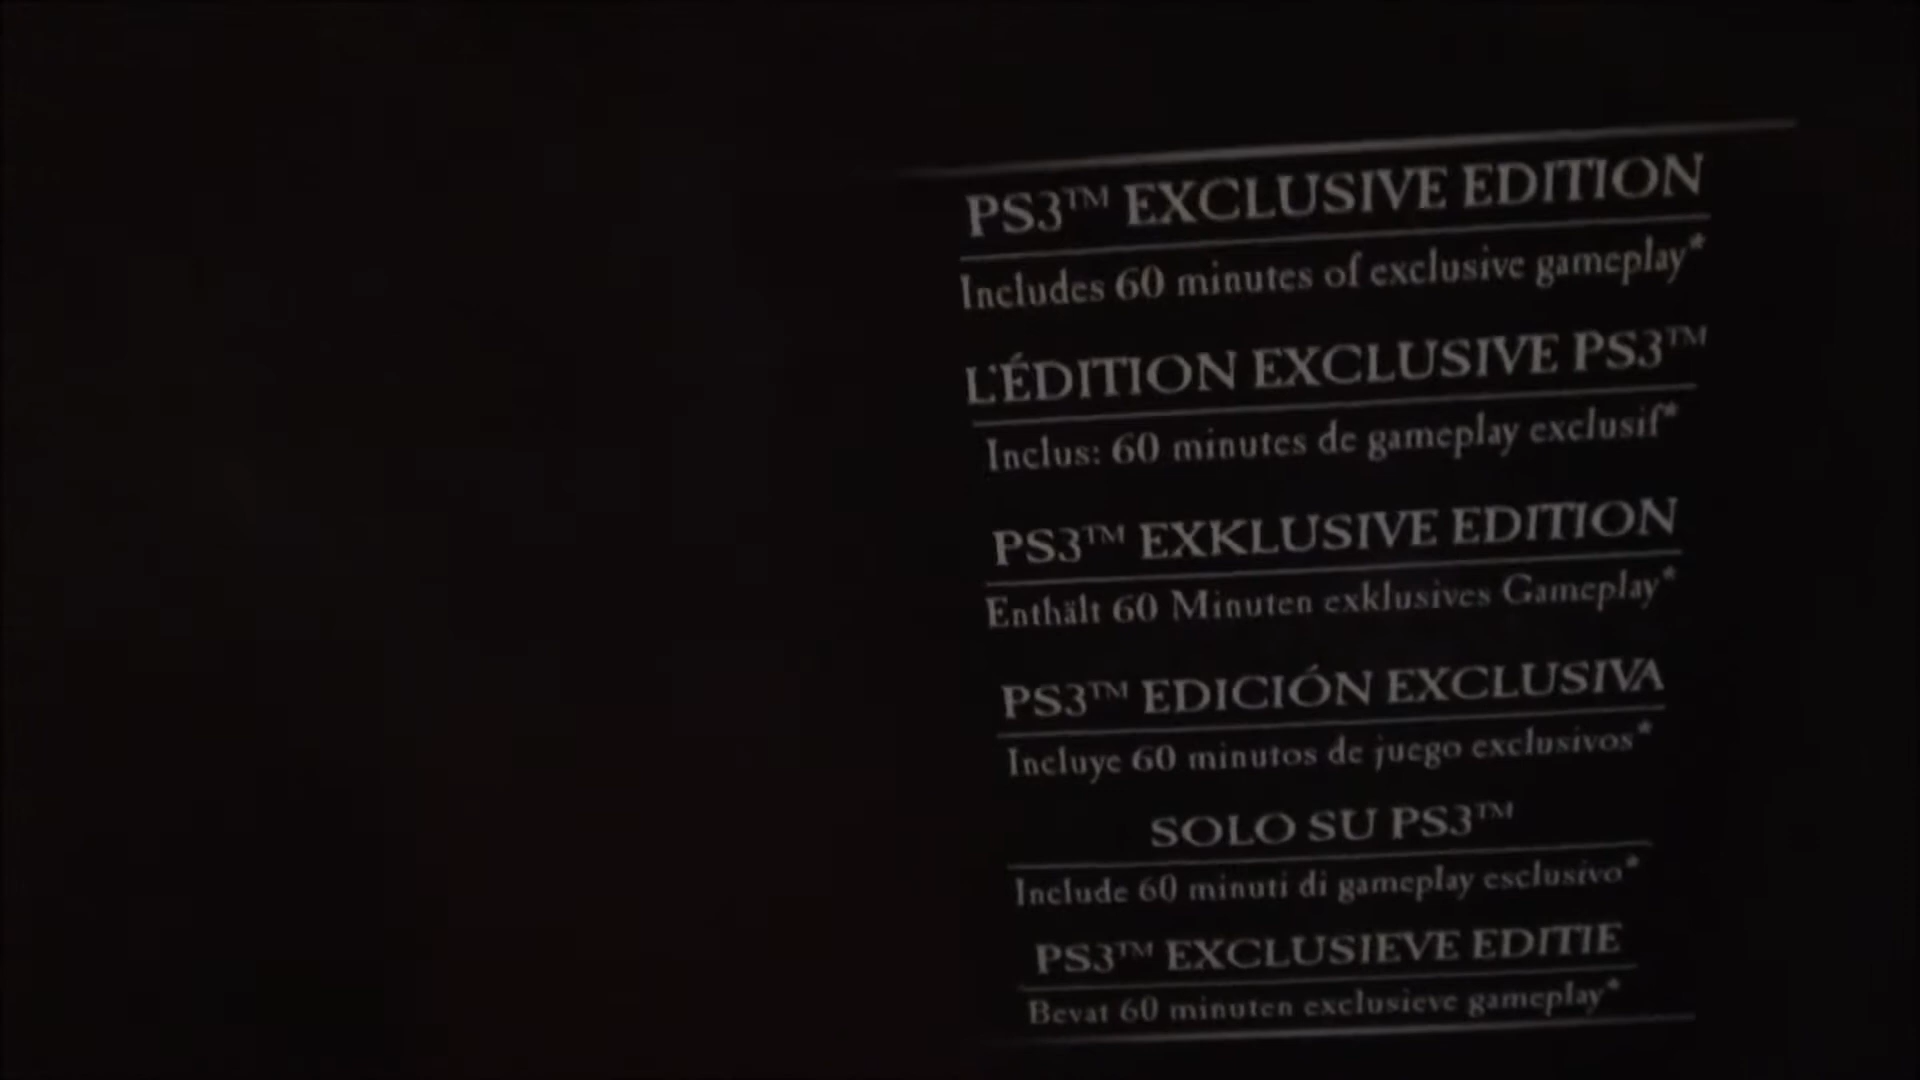 PS3™ EXCLUSIVE EDITION
Includes 60 minutes of exclusive gameplay*
L'ÉDITION EXCLUSIVE PS3™
Inclus: 60 minutes de gameplay exclusif*
PS3™ EXKLUSIVE EDITION
Enthält 60 Minuten exklusives Gameplay*
PS3™ EDICIÓN EXCLUSIVA
Incluye 60 minutos de juego exclusivos*
SOLO SU PS3™
Include 60 minuti di gameplay esclusivo*
PS3™ EXCLUSIEVE EDITIE
Bevat 60 minuten exclusieve gameplay*